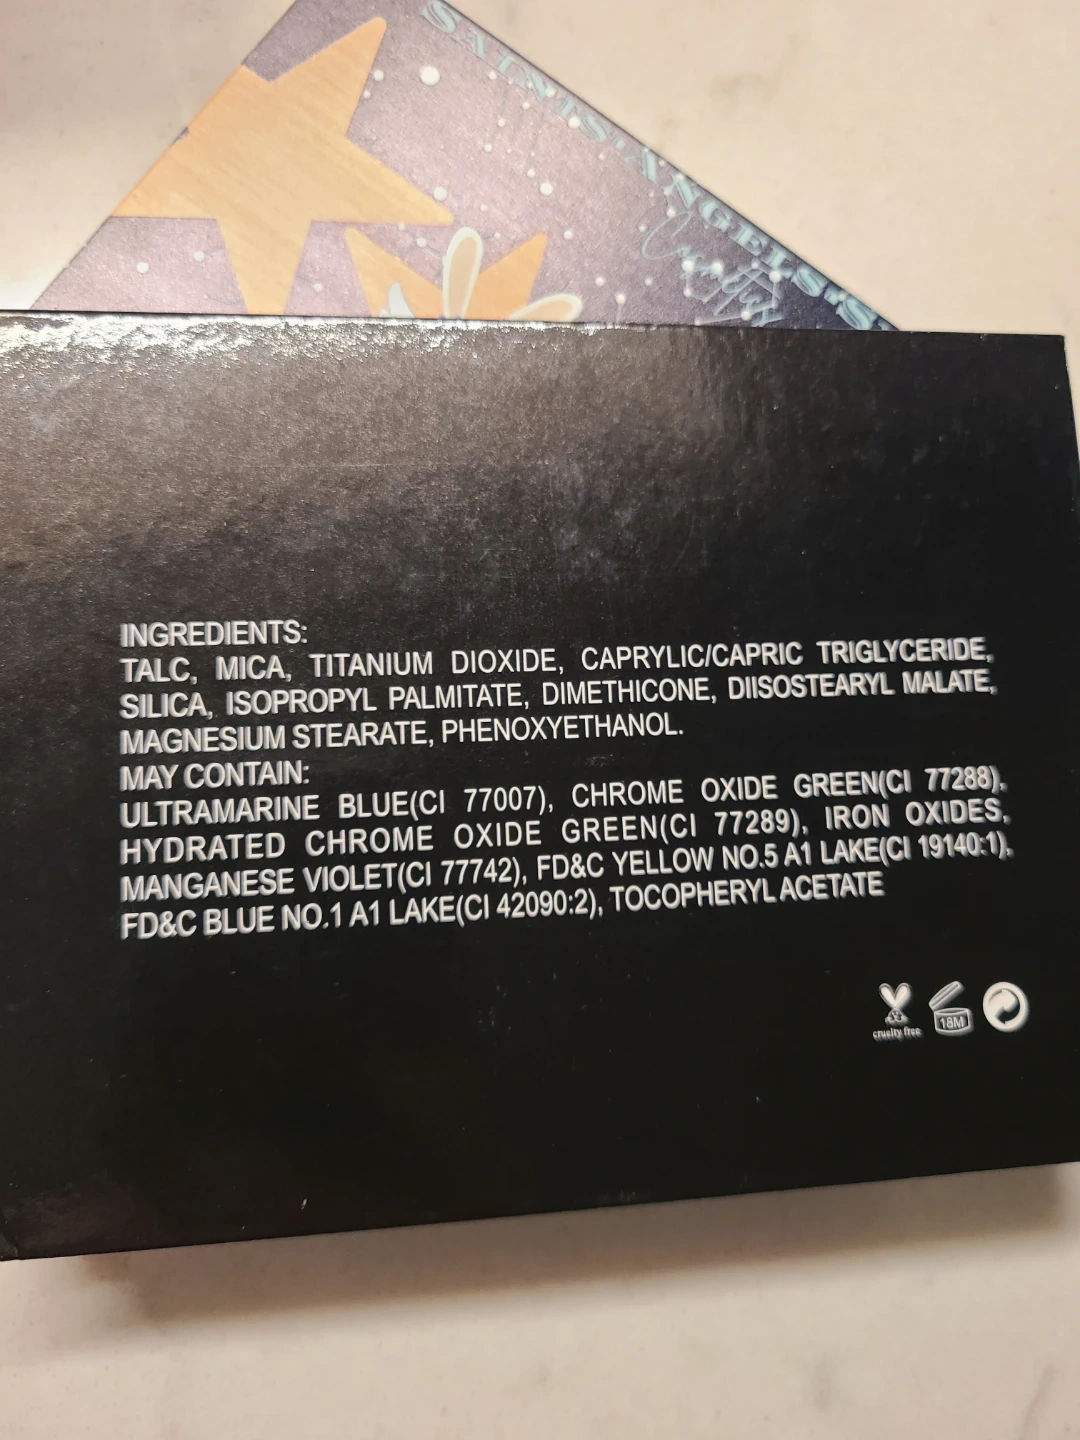 SAINTS & ANGELS
INGREDIENTS:
TALC, MICA, TITANIUM DIOXIDE, CAPRYLIC/CAPRIC TRIGLYCERIDE,
SILICA, ISOPROPYL PALMITATE, DIMETHICONE, DIISOSTEARYL MALATE,
MAGNESIUM STEARATE, PHENOXYETHANOL.
MAY CONTAIN:
ULTRAMARINE BLUE(CI 77007), CHROME OXIDE GREEN(CI 77288),
HYDRATED CHROME OXIDE GREEN(CI 77289), IRON OXIDES,
MANGANESE VIOLET(CI 77742), FD&C YELLOW NO.5 A1 LAKE(CI 19140:1),
FD&C BLUE NO.1 A1 LAKE(CI 42090:2), TOCOPHERYL ACETATE
cruelty free 18M